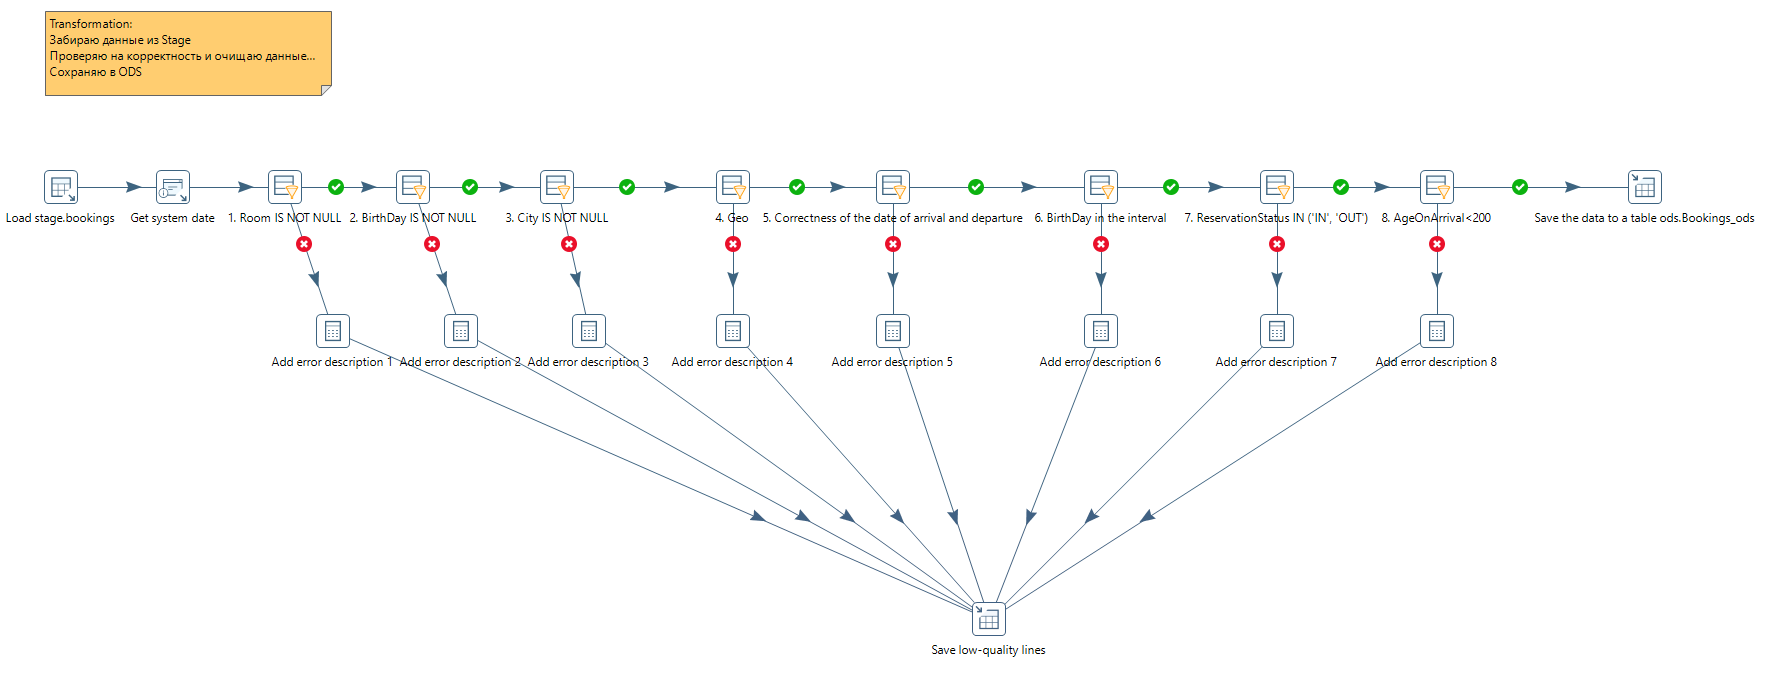 Transformation:
Забираю данные из Stage
Проверяю на корректность и очищаю данные...
Сохраняю в ODS
Load stage.bookings
Get system date
1. Room IS NOT NULL
2. BirthDay IS NOT NULL
3. City IS NOT NULL
4. Geo
5. Correctness of the date of arrival and departure
6. BirthDay in the interval
7. ReservationStatus IN ('IN', 'OUT')
8. AgeOnArrival<200
Save the data to a table ods.Bookings_ods
Add error description 1
Add error description 2
Add error description 3
Add error description 4
Add error description 5
Add error description 6
Add error description 7
Add error description 8
Save low-quality lines